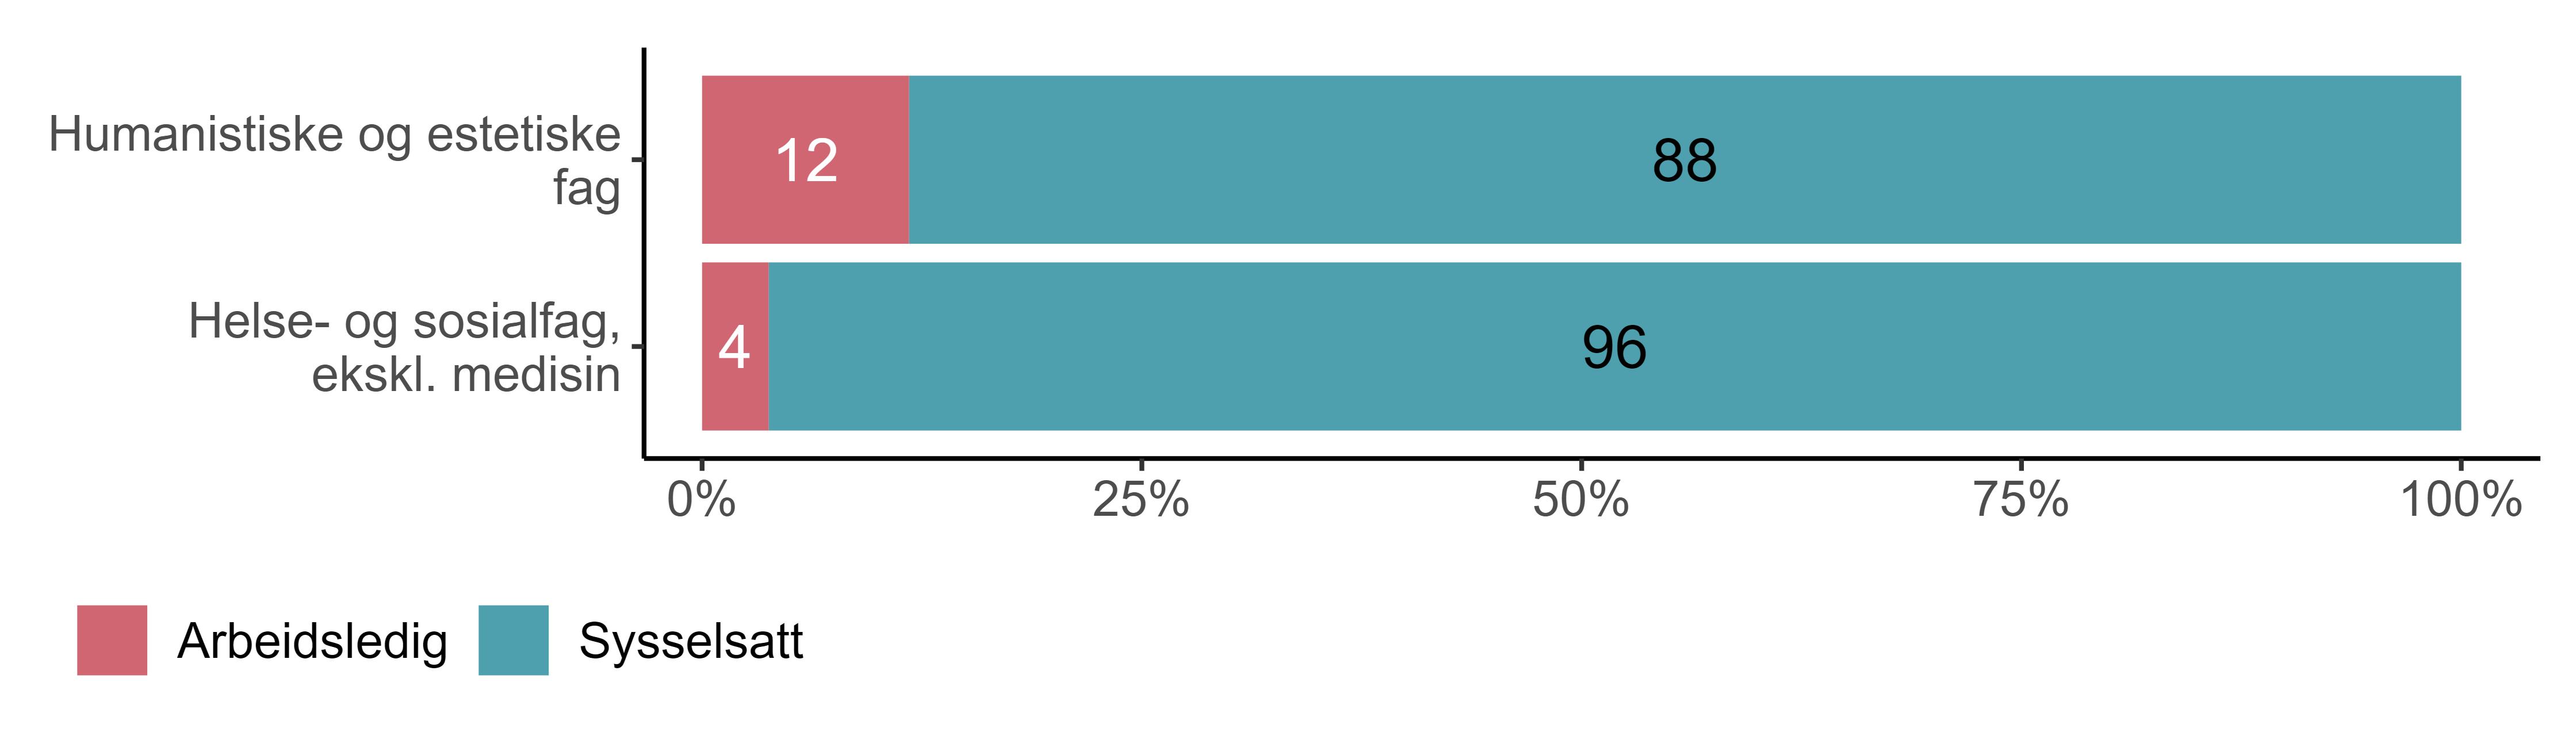 Humanistiske og estetiske
fag
12
88
Helse- og sosialfag,
ekskl. medisin
4
96
0% 25% 50% 75% 100%
Arbeidsledig Sysselsatt